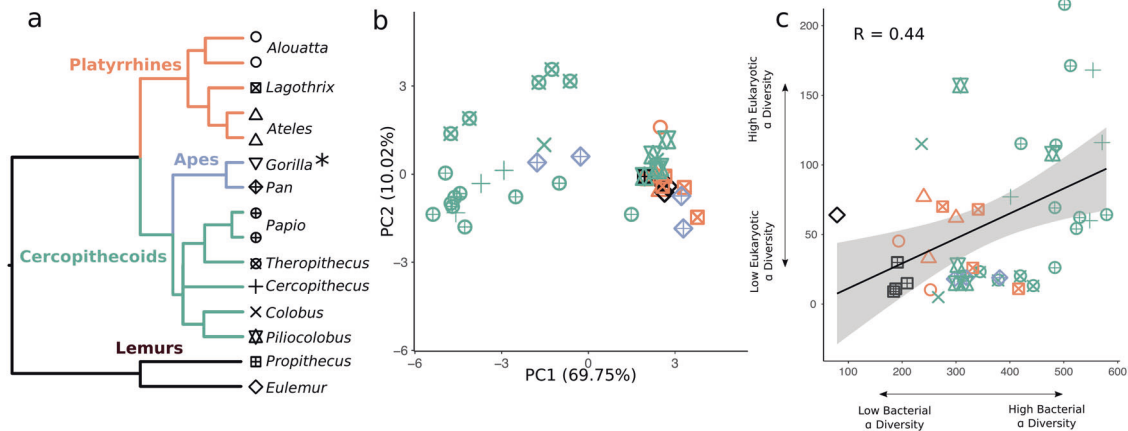 a
Platyrrhines
Alouatta
Lagothrix
Ateles
Apes
Gorilla*
Pan
Papio
Cercopithecoids
Theropithecus
Cercopithecus
Colobus
Piliocolobus
Lemurs
Propithecus
Eulemur
b
PC2 (10.02%)
3
0
−3
−6
−6
−3
0
3
PC1 (69.75%)
c
R = 0.44
High Eukaryotic
α Diversity
Low Eukaryotic
α Diversity
200
150
100
50
0
100
200
300
400
500
600
Low Bacterial
α Diversity
High Bacterial
α Diversity